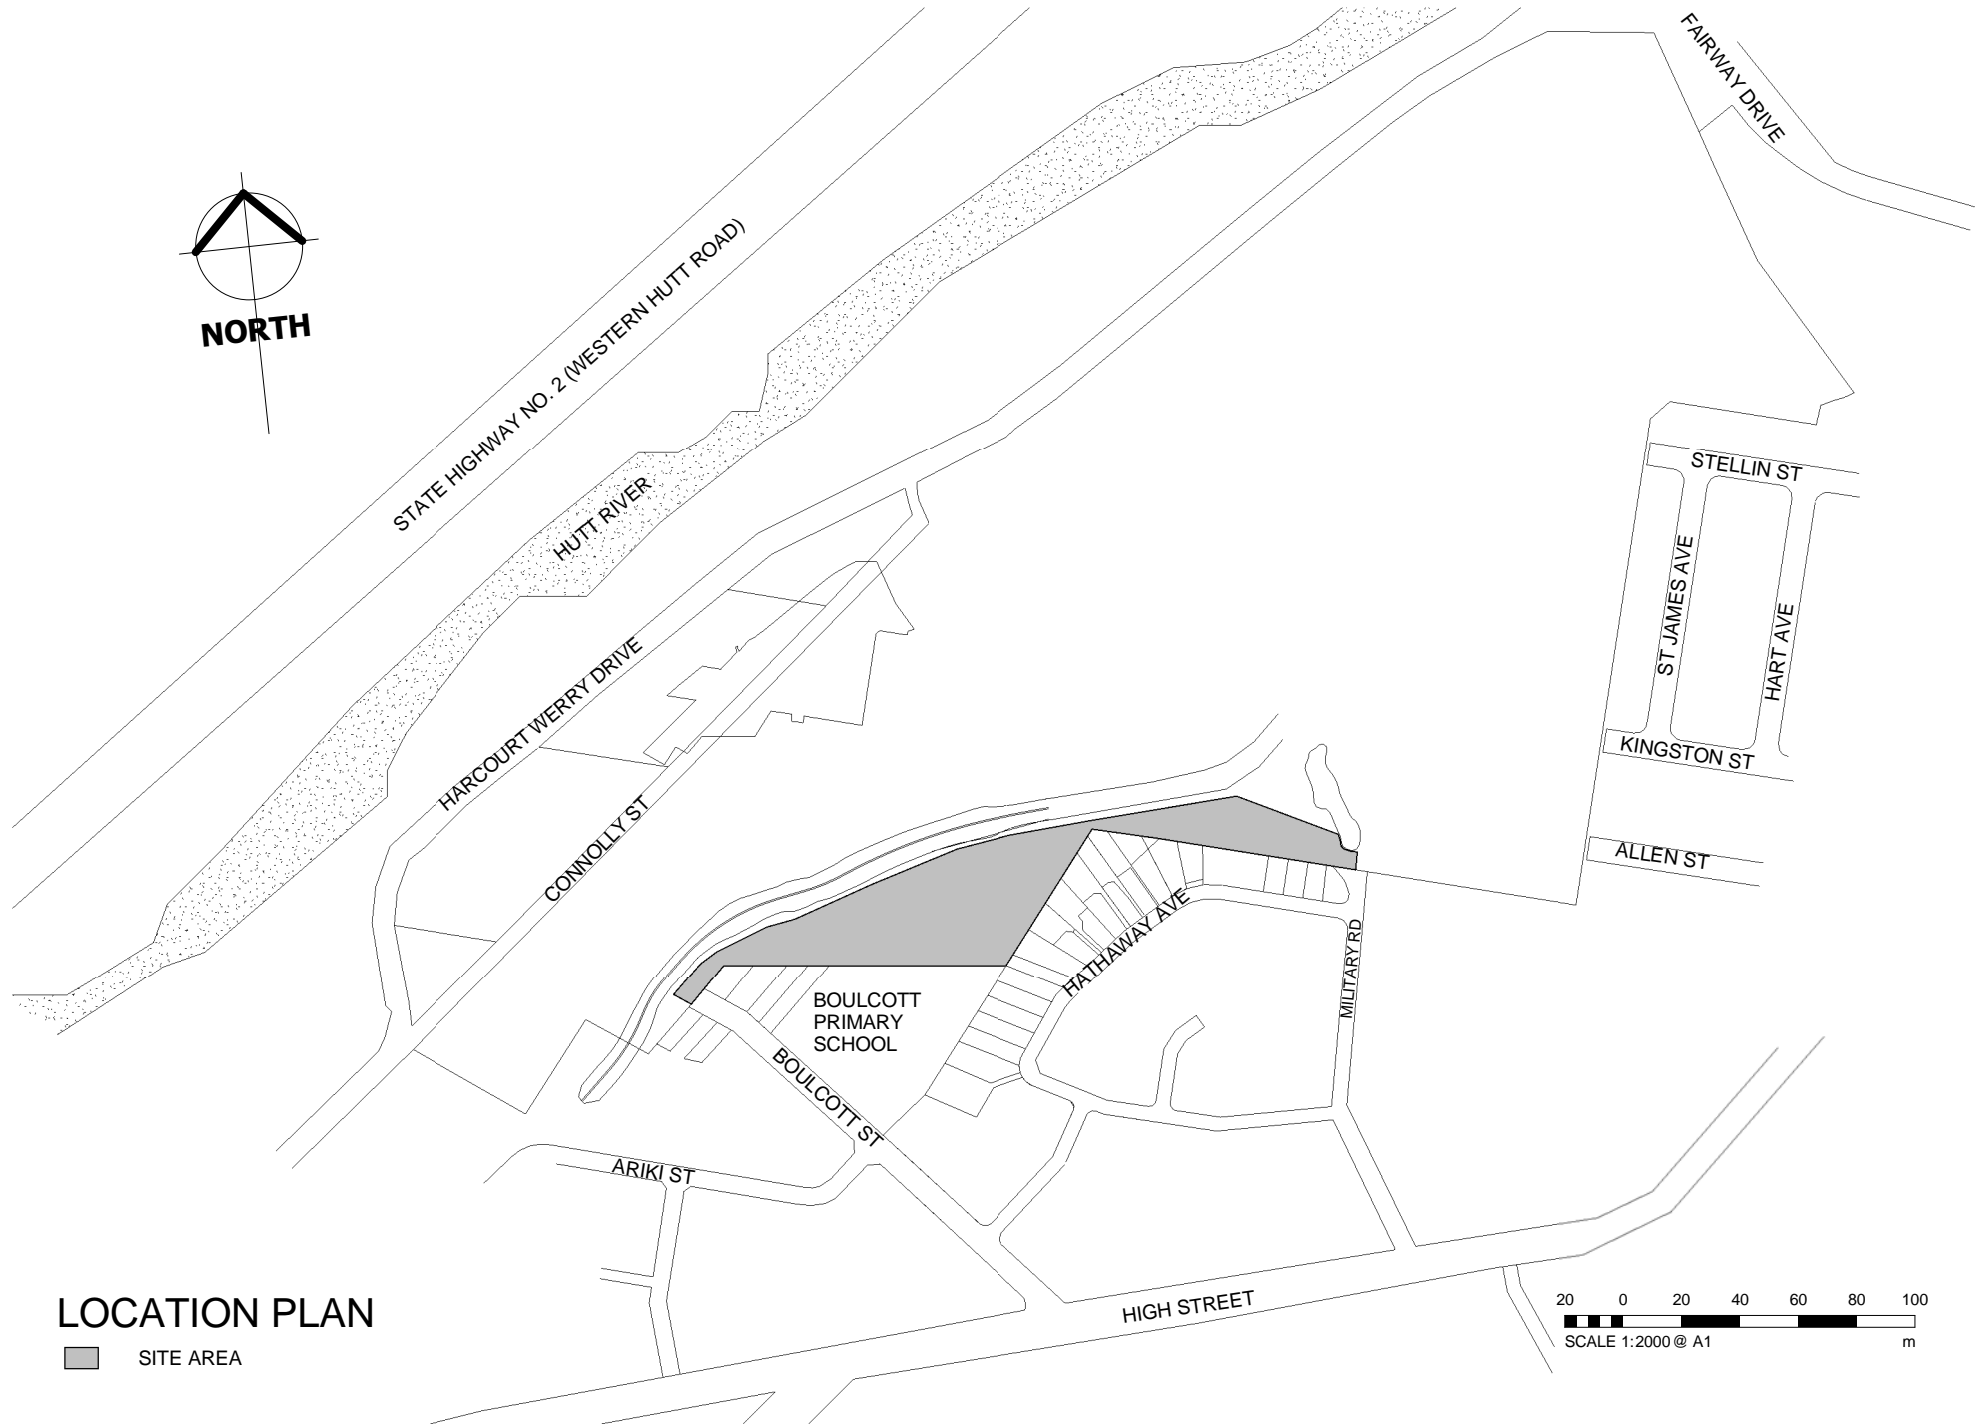 FAIRWAY DRIVE
STATE HIGHWAY NO. 2 (WESTERN HUTT ROAD)
NORTH
HUTT RIVER
STELLIN ST
ST JAMES AVE
HART AVE
HARCOURT WERRY DRIVE
KINGSTON ST
CONNOLLY ST
ALLEN ST
HATHAWAY AVE
MILITARY RD
BOULCOTT
PRIMARY
SCHOOL
BOULCOTT ST
ARIKI ST
HIGH STREET
LOCATION PLAN
SITE AREA
20 0 20 40 60 80 100
SCALE 1:2000 @ A1 m